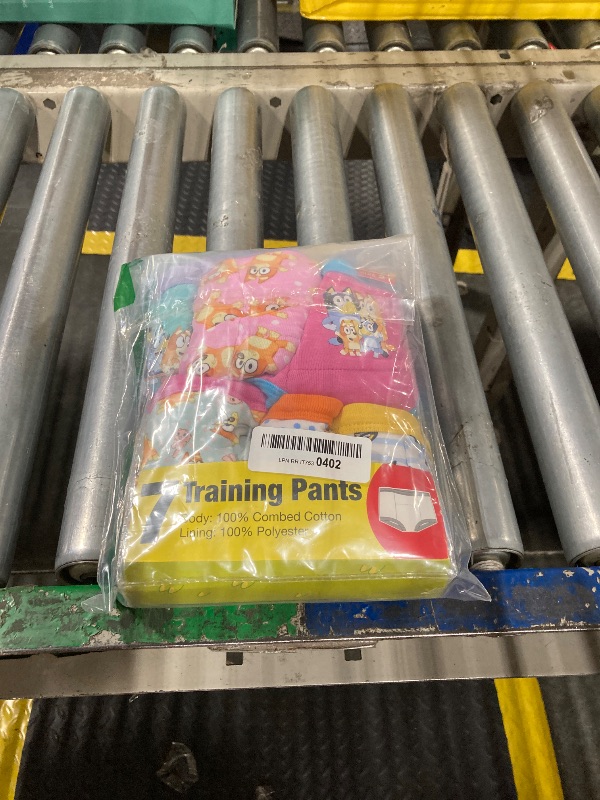 0402
7 Training Pants
Body: 100% Combed Cotton
Lining: 100% Polyester